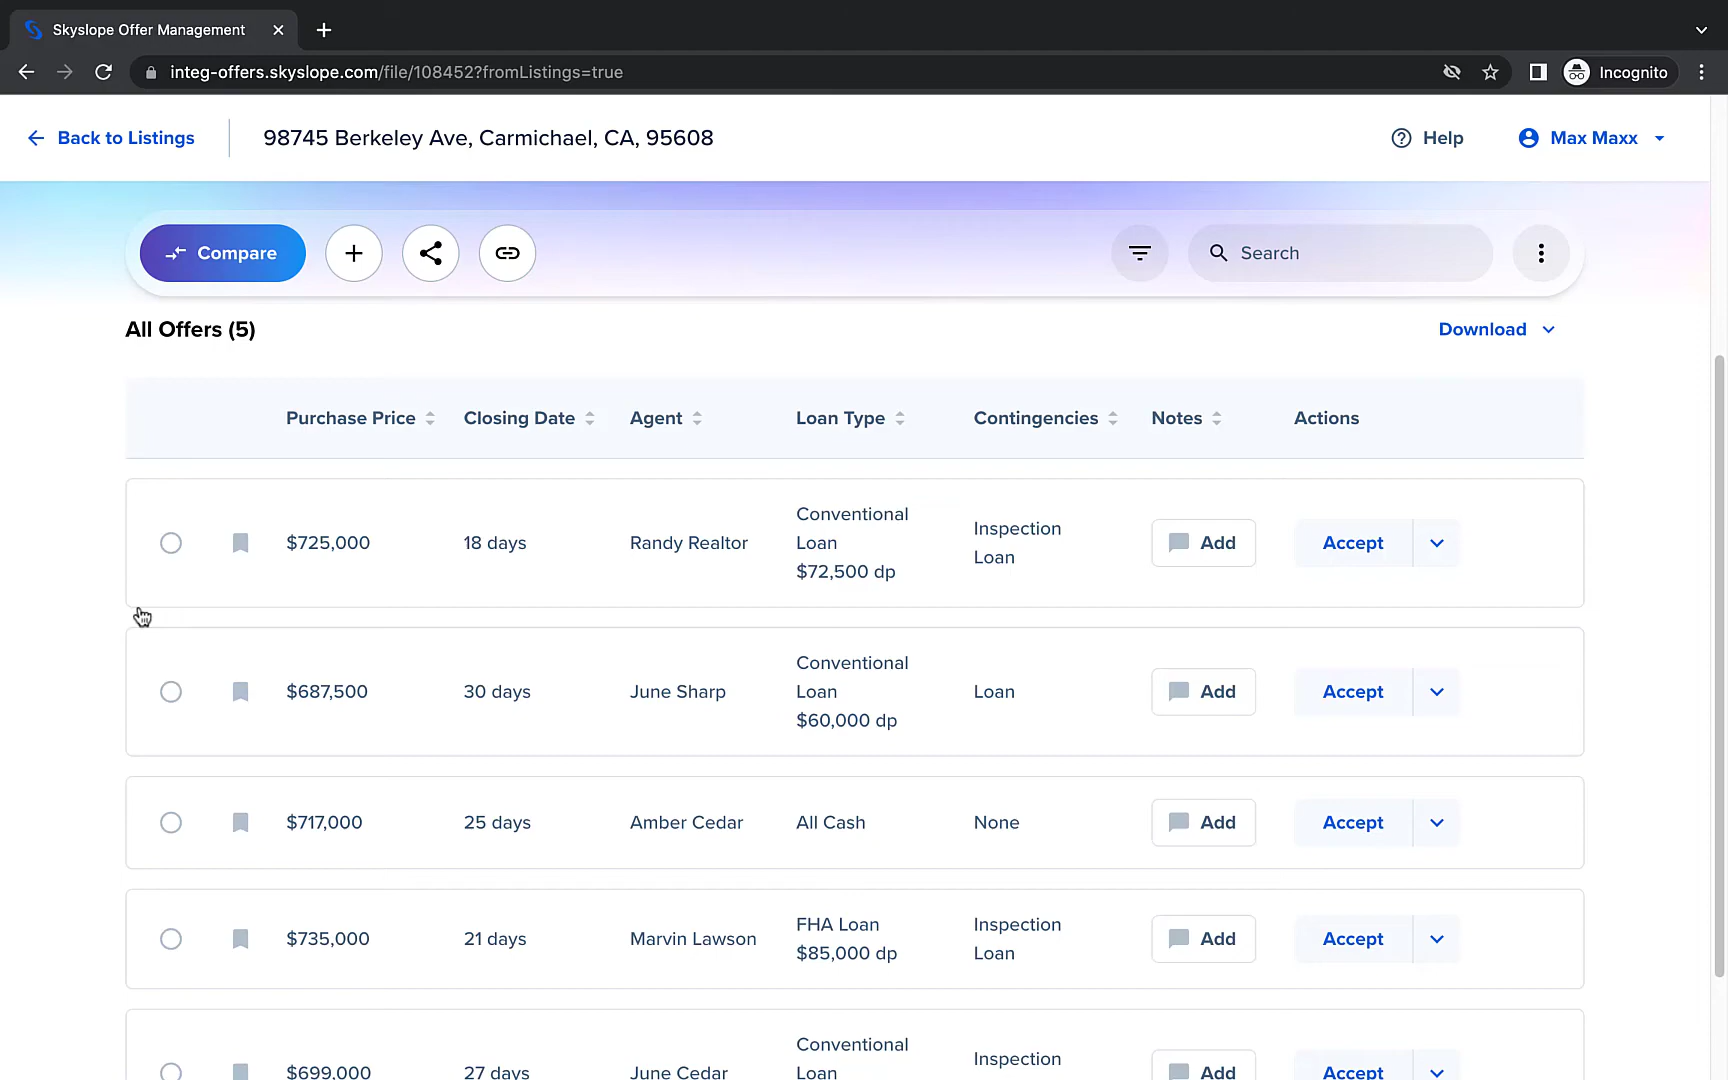 Skyslope Offer Management
integ-offers.skyslope.com/file/108452?fromListings=true
Incognito
Back to Listings
98745 Berkeley Ave, Carmichael, CA, 95608
Help
Max Maxx
Compare
Search
All Offers (5)
Download
Purchase Price
Closing Date
Agent
Loan Type
Contingencies
Notes
Actions
$725,000
18 days
Randy Realtor
Conventional
Loan
$72,500 dp
Inspection
Loan
Add
Accept
$687,500
30 days
June Sharp
Conventional
Loan
$60,000 dp
Loan
Add
Accept
$717,000
25 days
Amber Cedar
All Cash
None
Add
Accept
$735,000
21 days
Marvin Lawson
FHA Loan
$85,000 dp
Inspection
Loan
Add
Accept
$699,000
27 days
June Cedar
Conventional
Loan
Inspection
Add
Accept